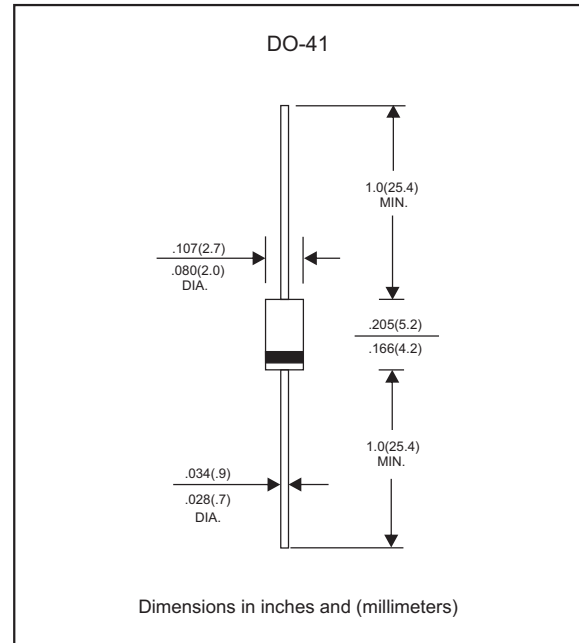 DO-41
1.0(25.4)
MIN.
.107(2.7)
.080(2.0)
DIA.
.205(5.2)
.166(4.2)
1.0(25.4)
MIN.
.034(.9)
.028(.7)
DIA.
Dimensions in inches and (millimeters)